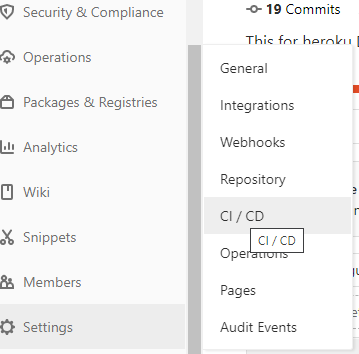 Security & Compliance
Operations
Packages & Registries
Analytics
Wiki
Snippets
Members
Settings
General
Integrations
Webhooks
Repository
CI / CD
CI / CD
Operations
Pages
Audit Events
19 Commits
This for heroku